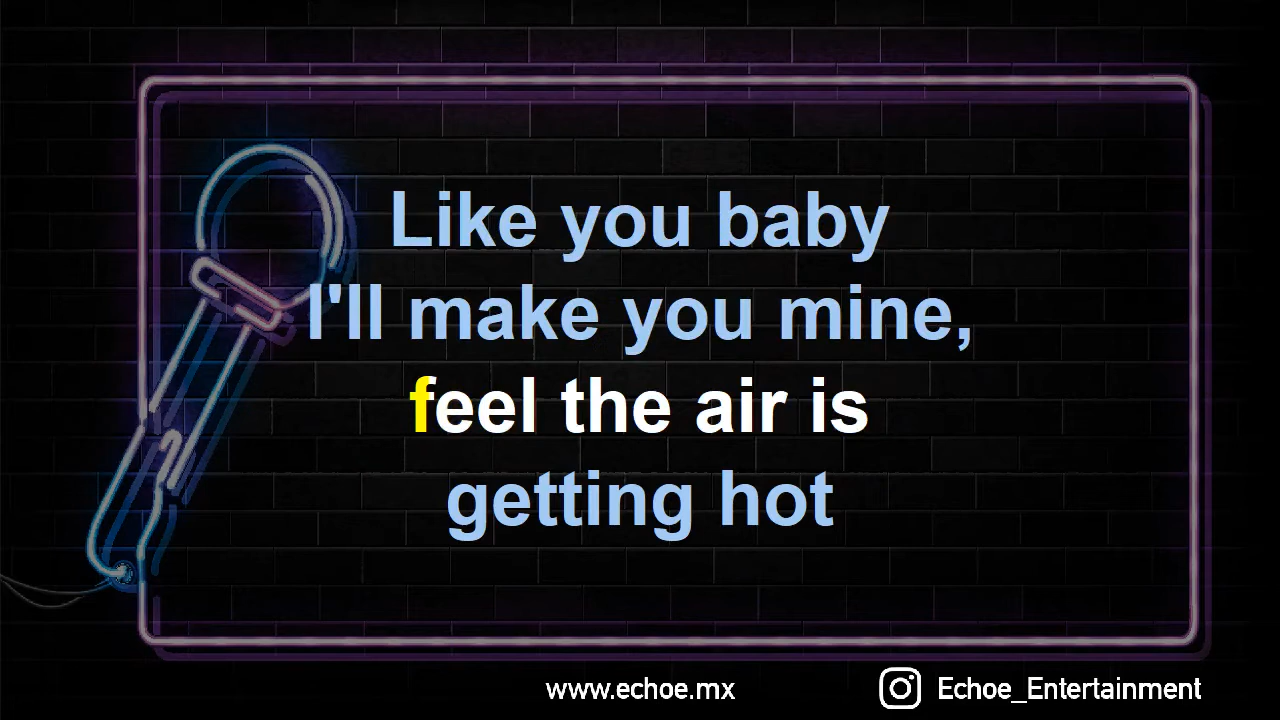 Like you baby
I'll make you mine,
feel the air is
getting hot
www.echoe.mx
Echoe_Entertainment